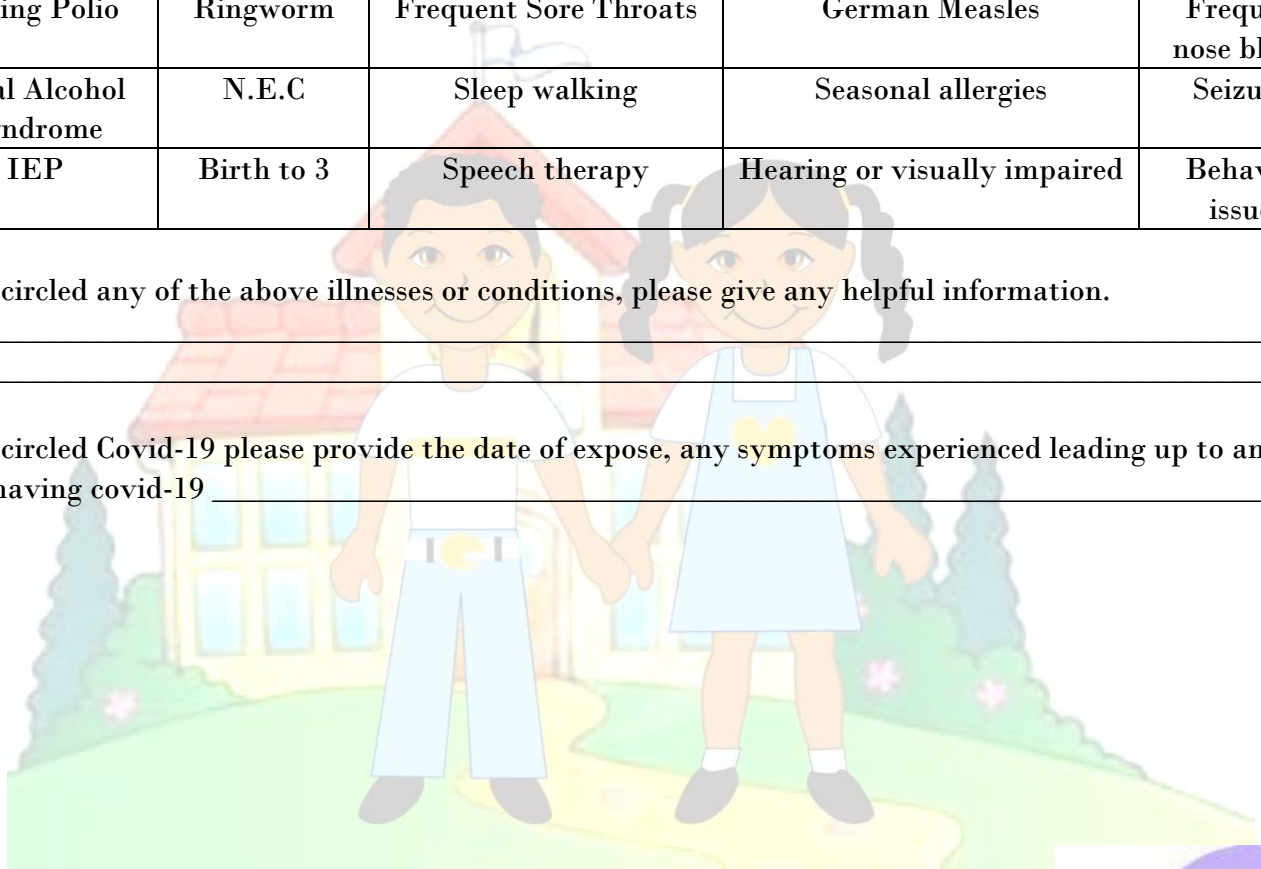 ing Polio Ringworm Frequent Sore Throats German Measles Frequ
nose bl
al Alcohol N.E.C Sleep walking Seasonal allergies Seizu
ndrome
IEP Birth to 3 Speech therapy Hearing or visually impaired Behav
issu
circled any of the above illnesses or conditions, please give any helpful information.
circled Covid-19 please provide the date of expose, any symptoms experienced leading up to an
having covid-19